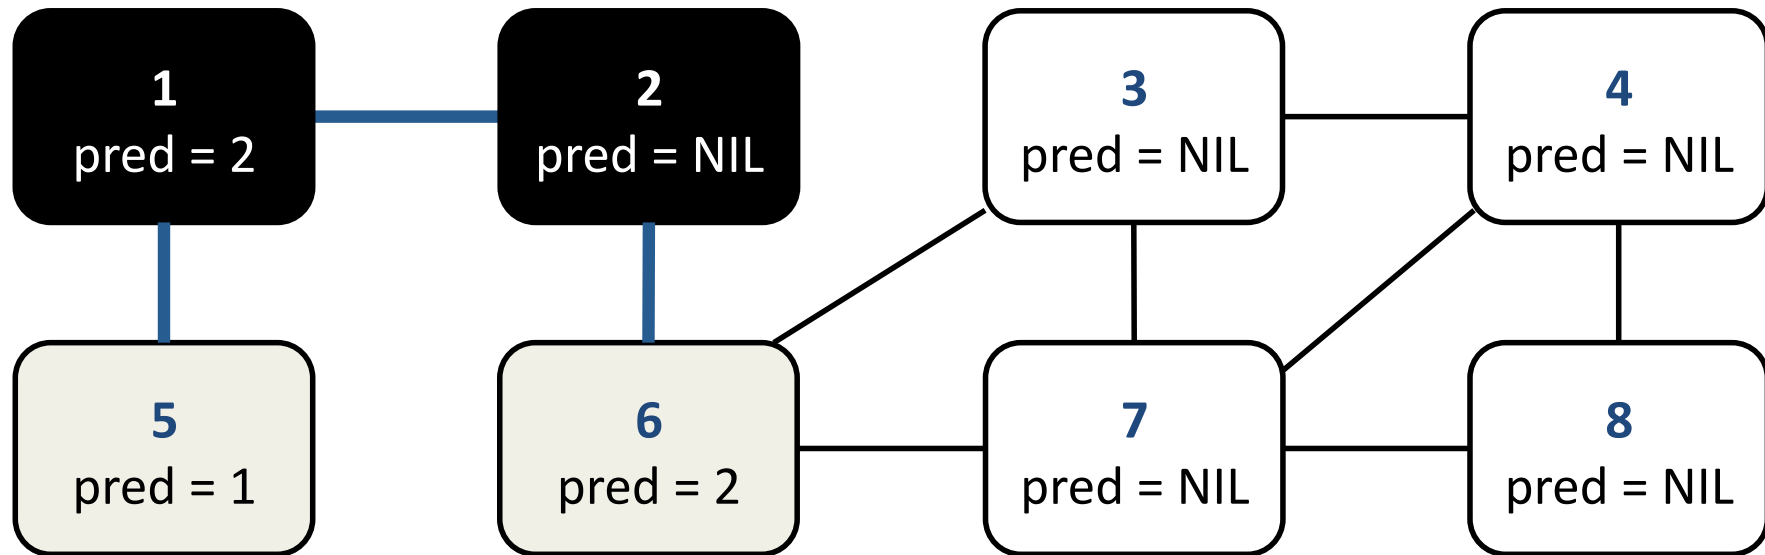 1
pred = 2
2
pred = NIL
3
pred = NIL
4
pred = NIL
5
pred = 1
6
pred = 2
7
pred = NIL
8
pred = NIL